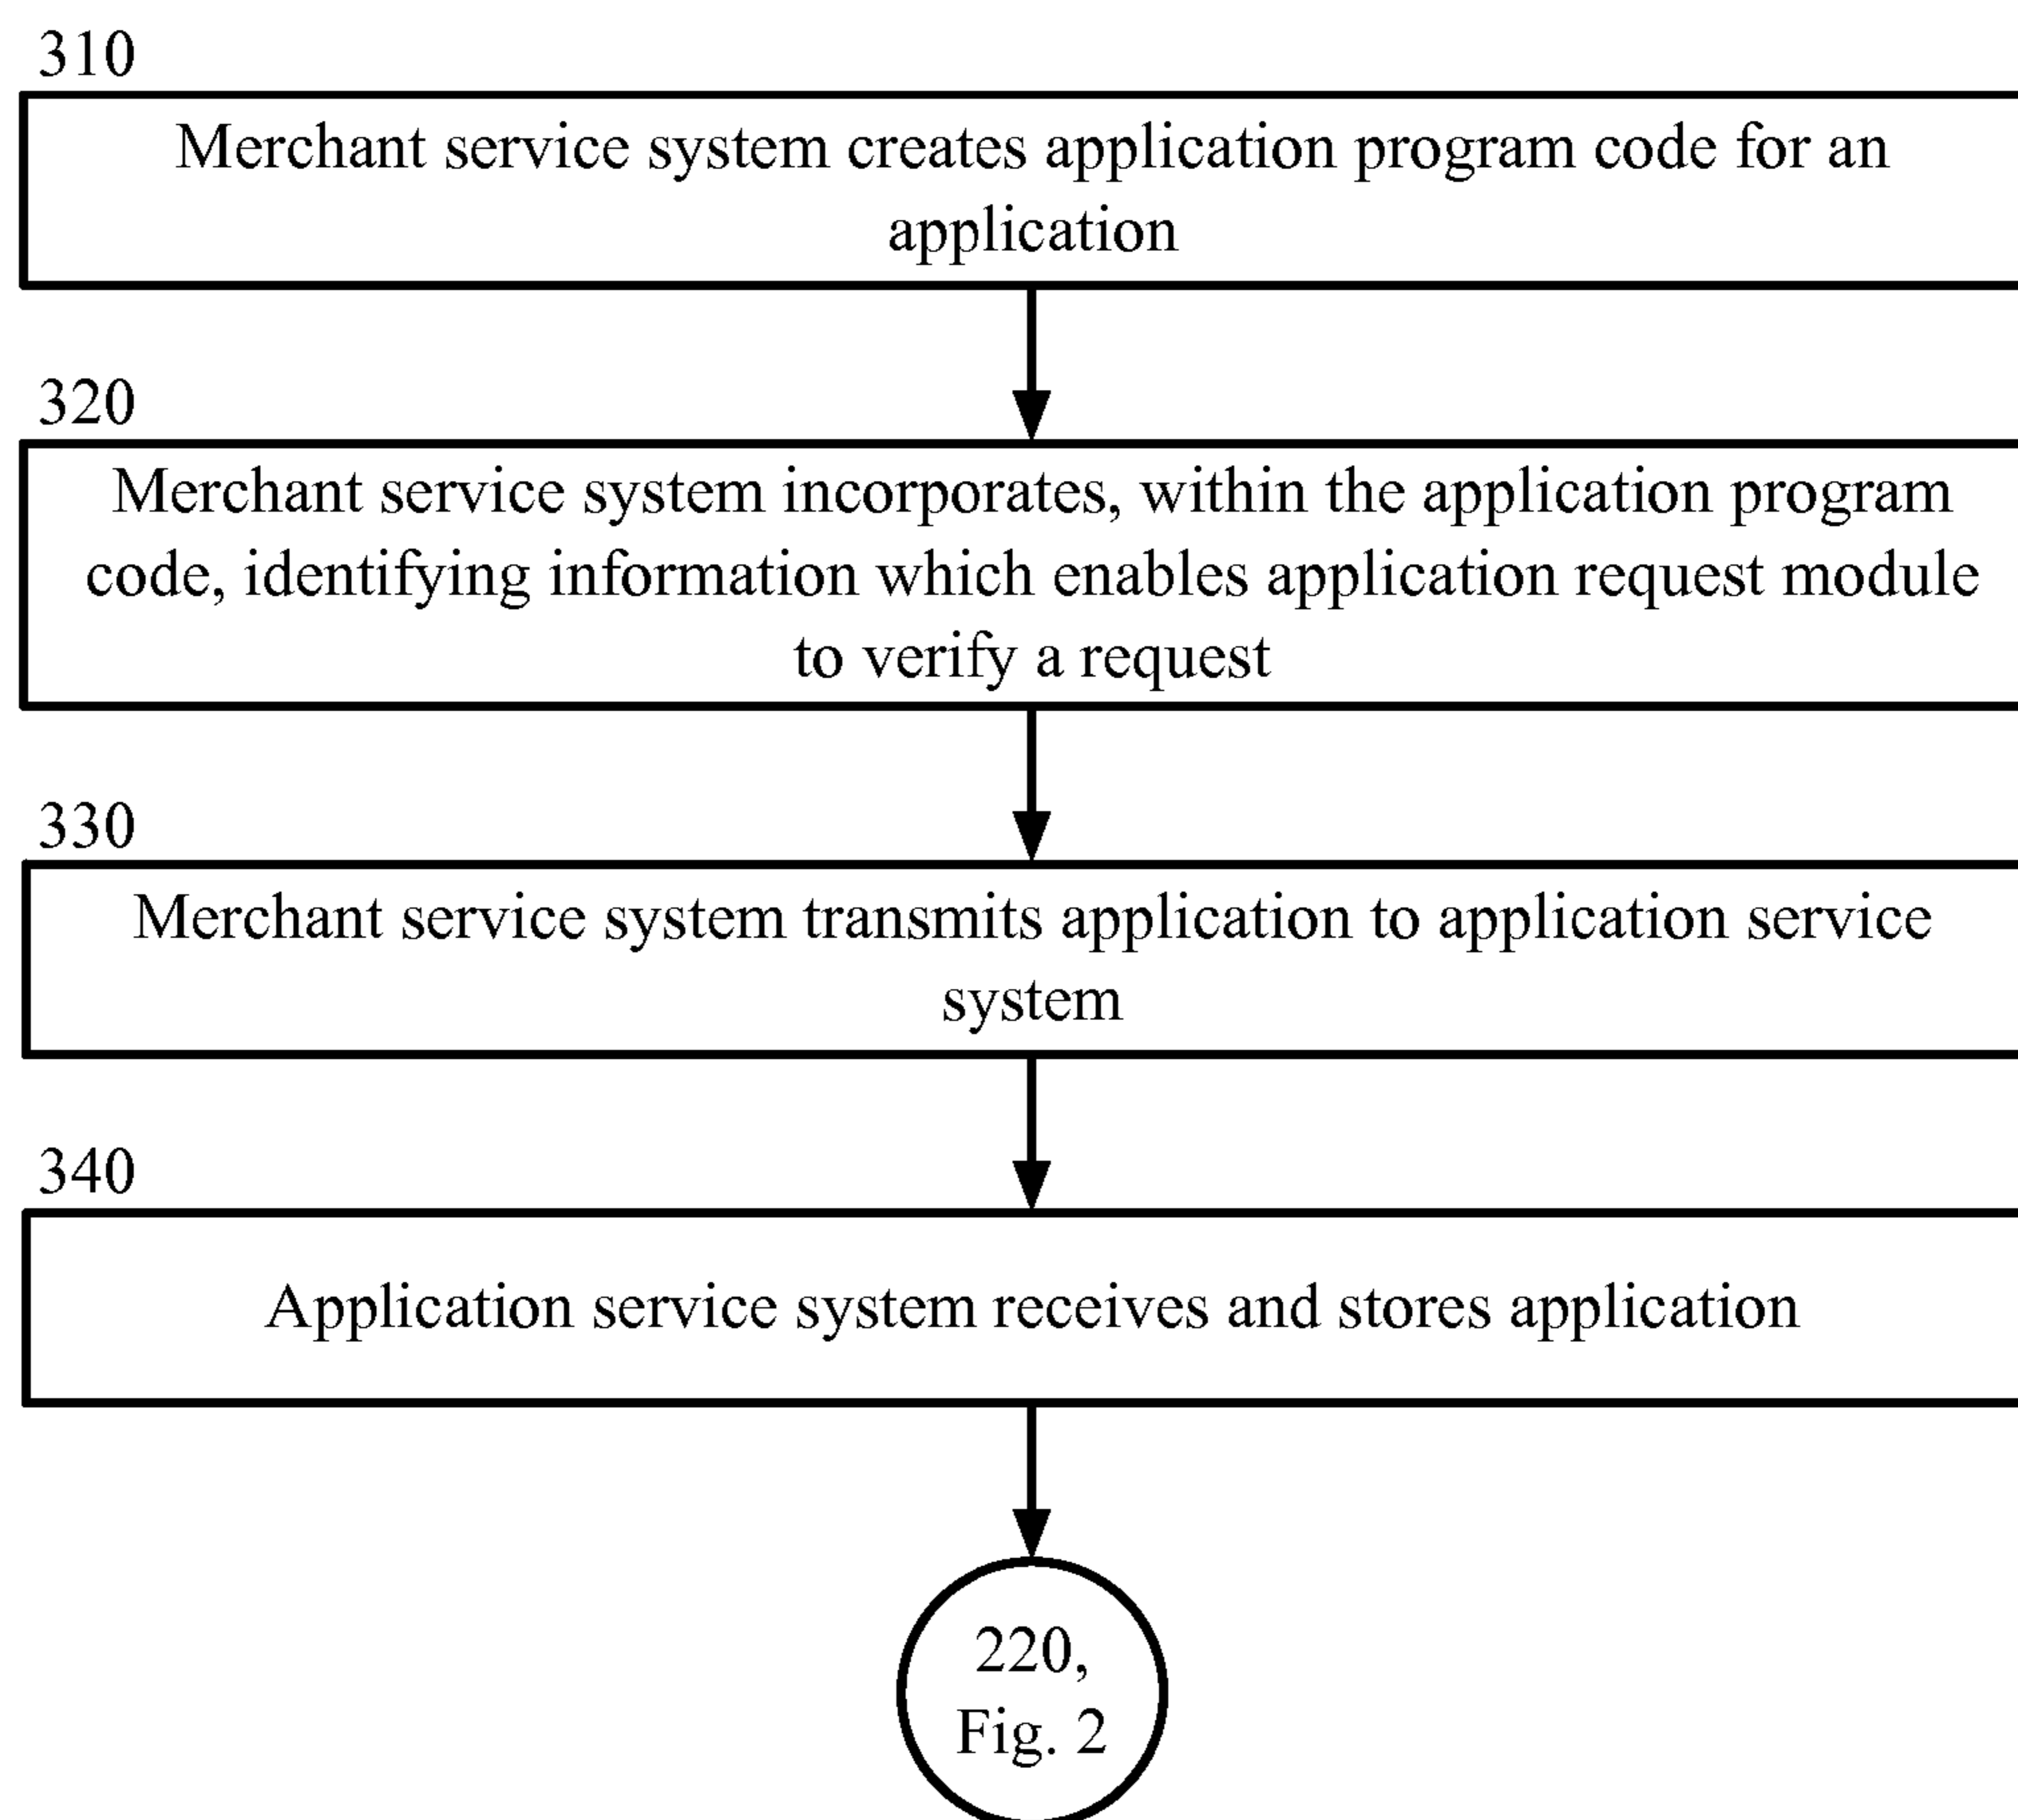 310
Merchant service system creates application program code for an
application
320
Merchant service system incorporates, within the application program
code, identifying information which enables application request module
to verify a request
330
Merchant service system transmits application to application service
system
340
Application service system receives and stores application
220,
Fig. 2